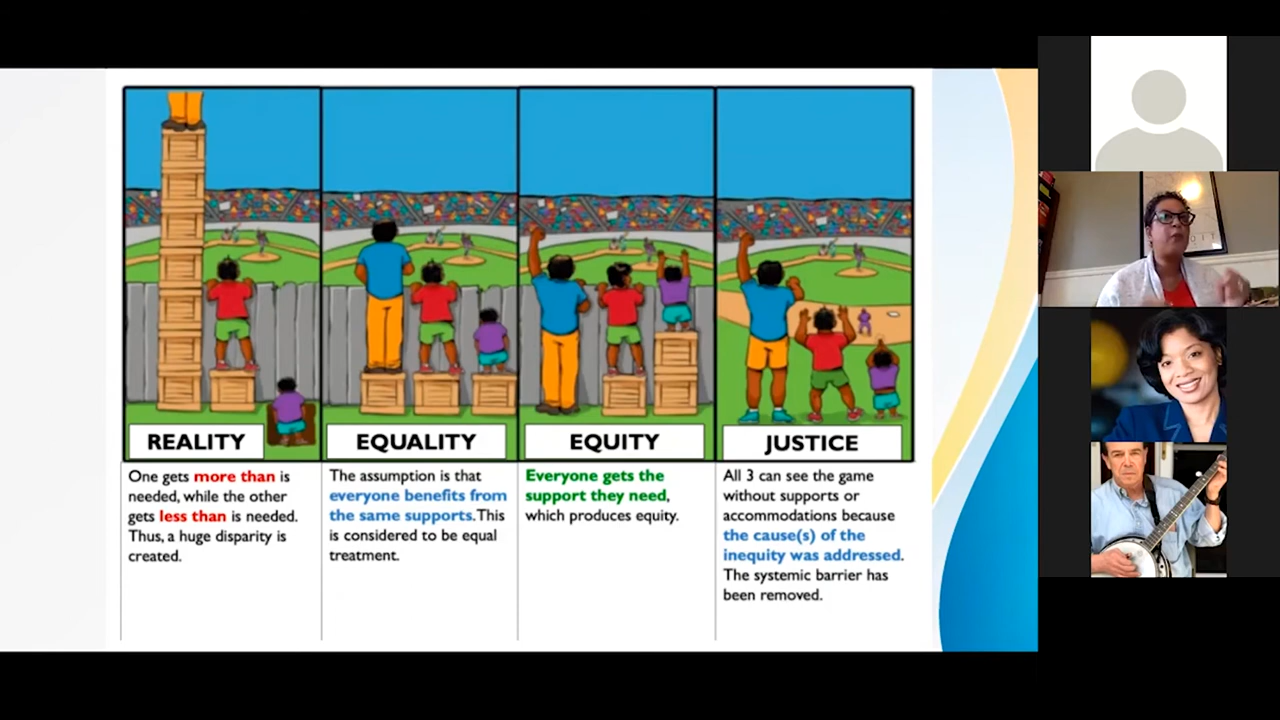 REALITY
EQUALITY
EQUITY
JUSTICE
One gets more than is
needed, while the other
gets less than is needed.
Thus, a huge disparity is
created.
The assumption is that
everyone benefits from
the same supports. This
is considered to be equal
treatment.
Everyone gets the
support they need,
which produces equity.
All 3 can see the game
without supports or
accommodations because
the cause(s) of the
inequity was addressed.
The systemic barrier has
been removed.